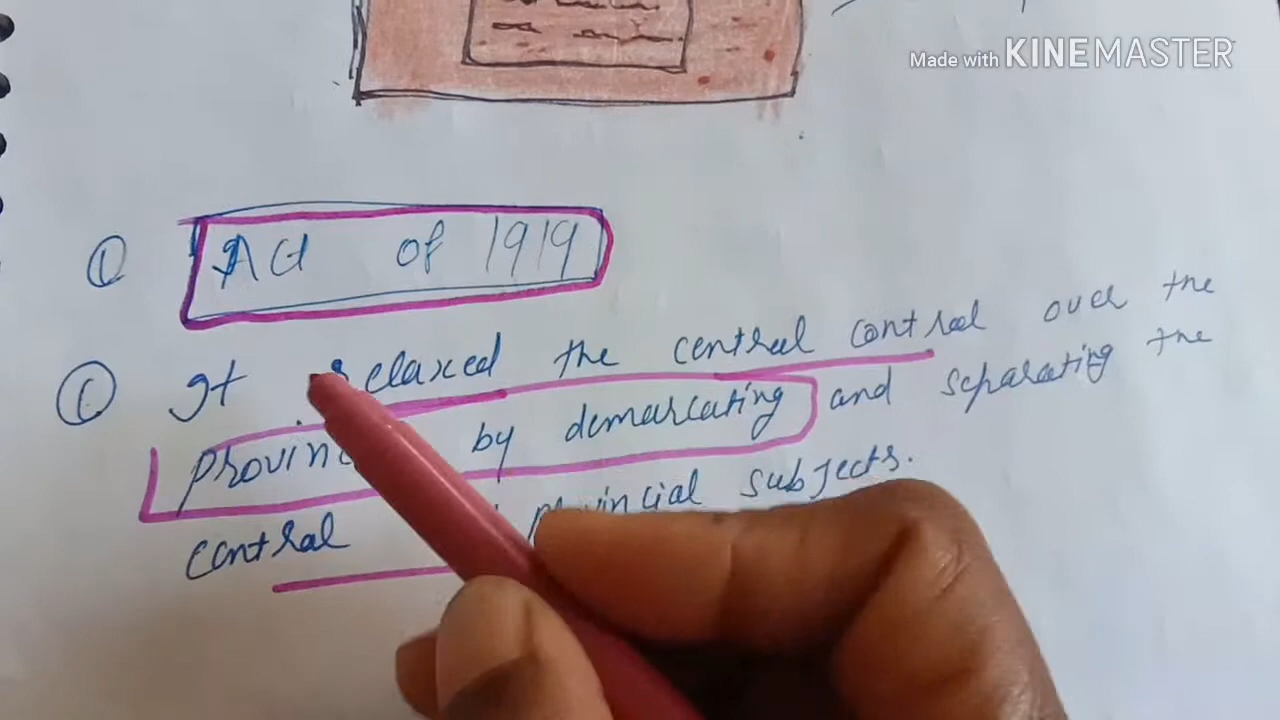 Made with KINEMASTER
① Act of 1919
① It relaxed the central control over the
by demarcating and separating the
central provincial subjects.